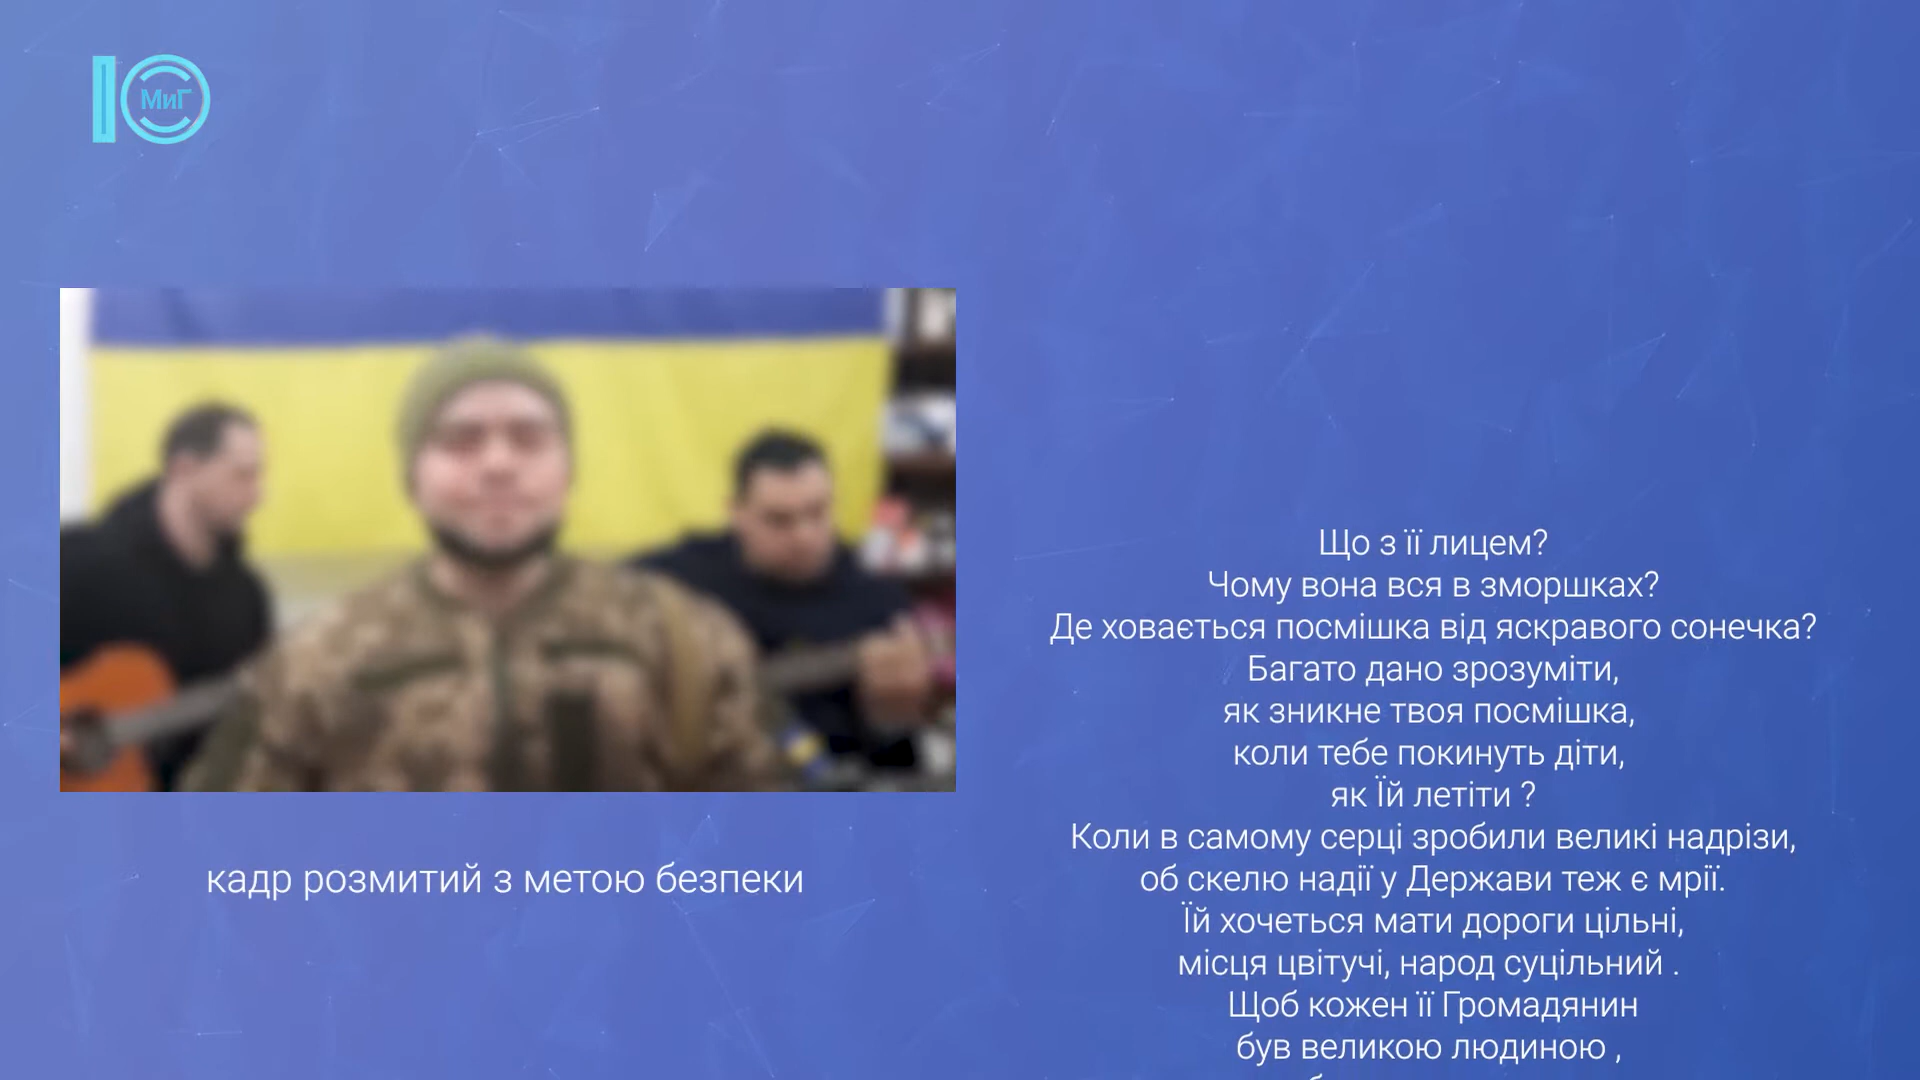 МиГ
кадр розмитий з метою безпеки
Що з її лицем?
Чому вона вся в зморшках?
Де ховається посмішка від яскравого сонечка?
Багато дано зрозуміти,
як зникне твоя посмішка,
коли тебе покинуть діти,
як Їй летіти ?
Коли в самому серці зробили великі надрізи,
об скелю надії у Держави теж є мрії.
Їй хочеться мати дороги цільні,
місця цвітучі, народ суцільний .
Щоб кожен її Громадянин
був великою людиною ,